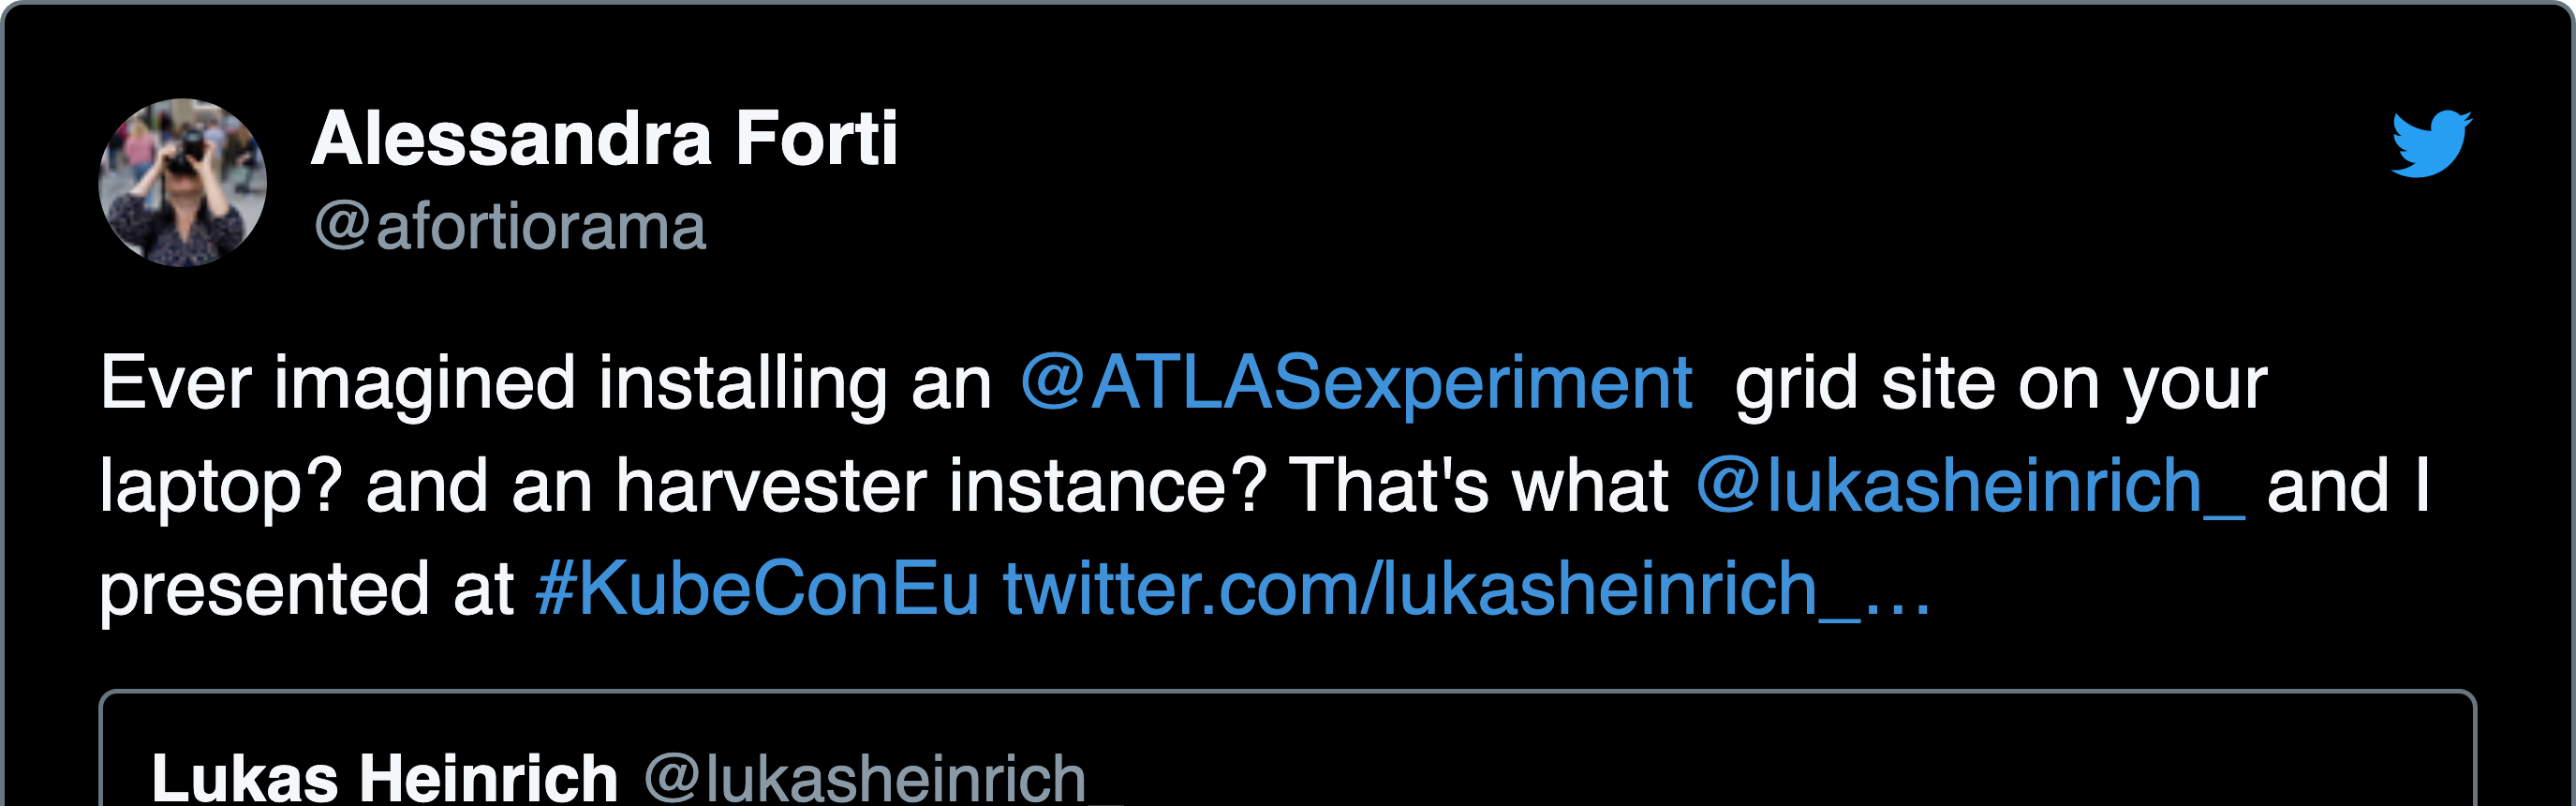 Alessandra Forti
@afortiorama
Ever imagined installing an @ATLASexperiment grid site on your
laptop? and an harvester instance? That's what @lukasheinrich_ and I
presented at #KubeConEu twitter.com/lukasheinrich_…
Lukas Heinrich @lukasheinrich_